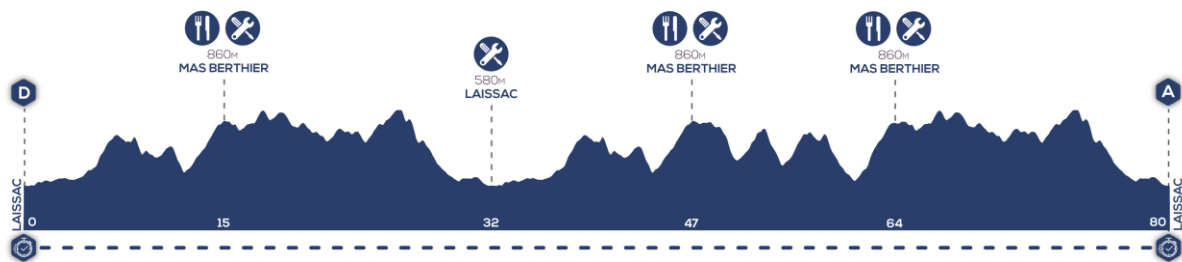 860M
MAS BERTHIER
580M
LAISSAC
860M
MAS BERTHIER
860M
MAS BERTHIER
D
A
LAISSAC
0
15
32
47
64
80
LAISSAC